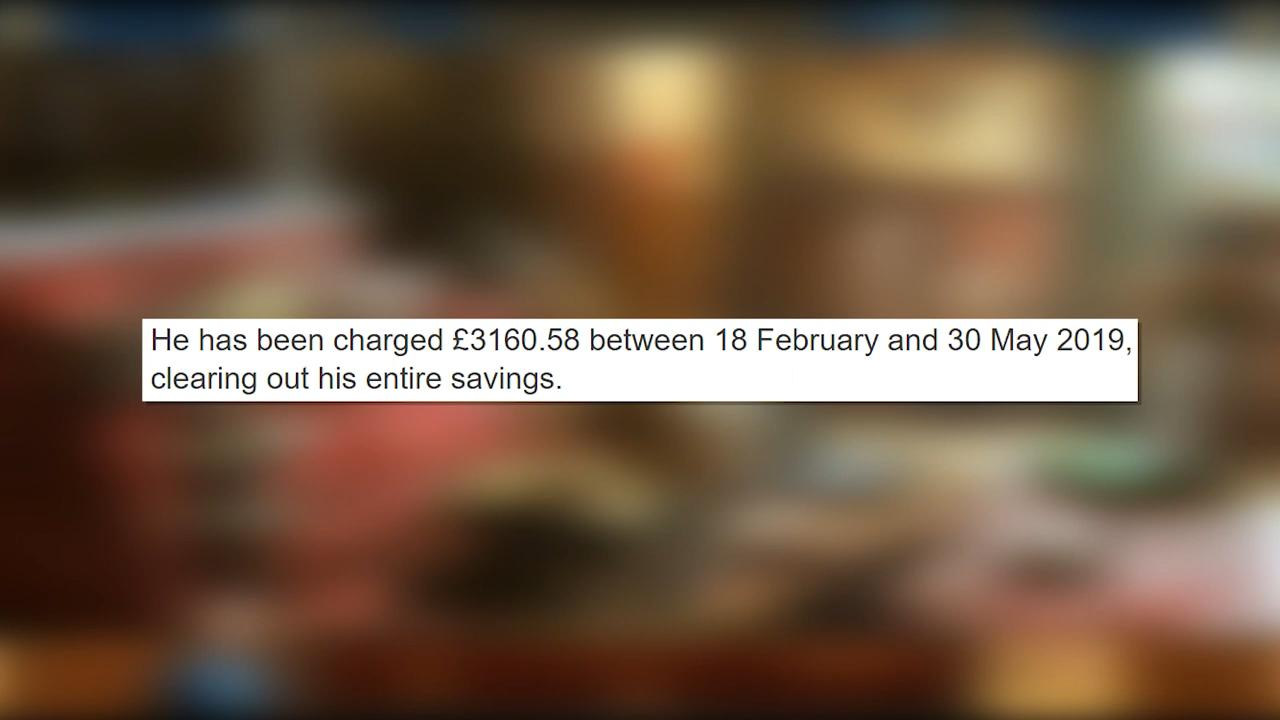 He has been charged £3160.58 between 18 February and 30 May 2019,
clearing out his entire savings.